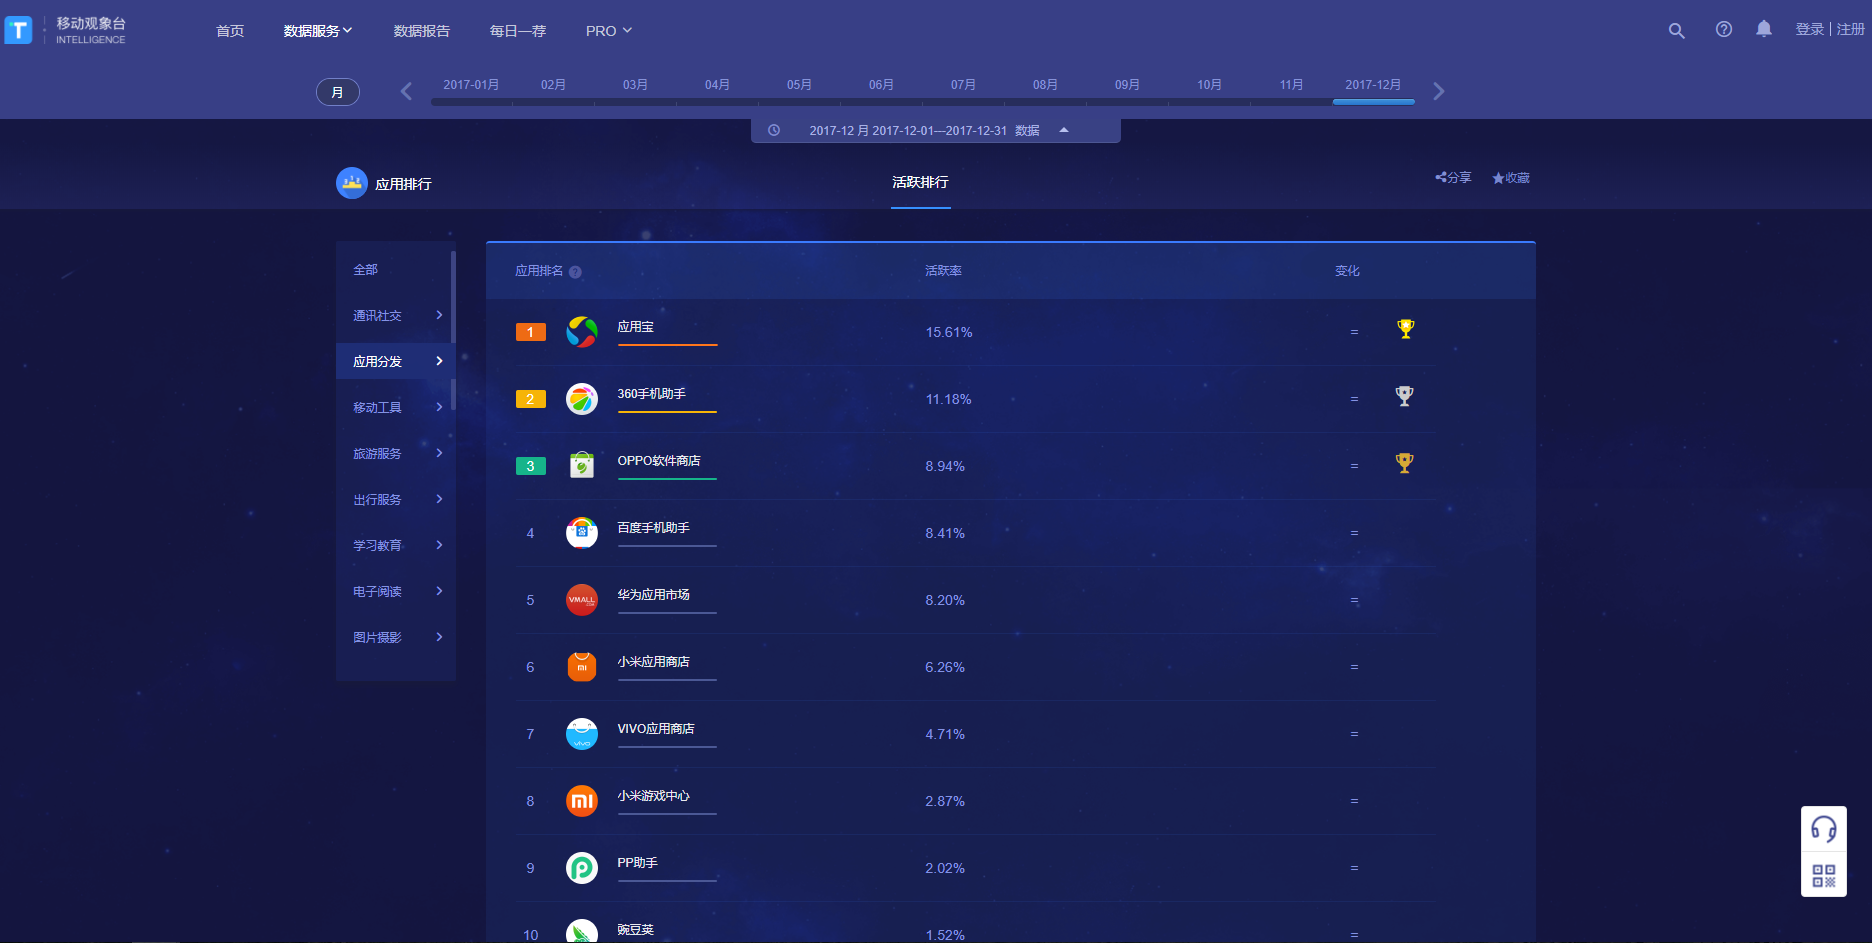 移动观象台
INTELLIGENCE
首页 数据服务 数据报告 每日一荐 PRO
登录 | 注册
月
2017-01月 02月 03月 04月 05月 06月 07月 08月 09月 10月 11月 2017-12月
2017-12 月 2017-12-01—2017-12-31 数据
应用排行
活跃排行
分享 收藏
全部
通讯社交
应用分发
移动工具
旅游服务
出行服务
学习教育
电子阅读
图片摄影
应用排名 ? 活跃率 变化
1 应用宝 15.61% =
2 360手机助手 11.18% =
3 OPPO软件商店 8.94% =
4 百度手机助手 8.41% =
5 VMALL 华为应用市场 8.20% =
6 mi 小米应用商店 6.26% =
7 vivo VIVO应用商店 4.71% =
8 mi 小米游戏中心 2.87% =
9 PP助手 2.02% =
10 豌豆荚 1.52% =